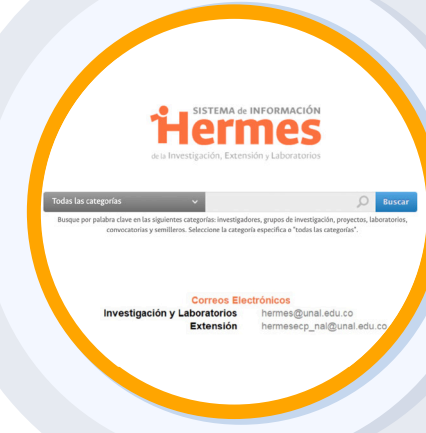 SISTEMA de INFORMACIÓN
Hermes
de la Investigación, Extensión y Laboratorios
Todas las categorías
Buscar
Busque por palabra clave en las siguientes categorías: investigadores, grupos de investigación, proyectos, laboratorios,
convocatorias y semilleros. Seleccione la categoría específica o "todas las categorías".
Correos Electrónicos
Investigación y Laboratorios hermes@unal.edu.co
Extensión hermesecp_nal@unal.edu.co